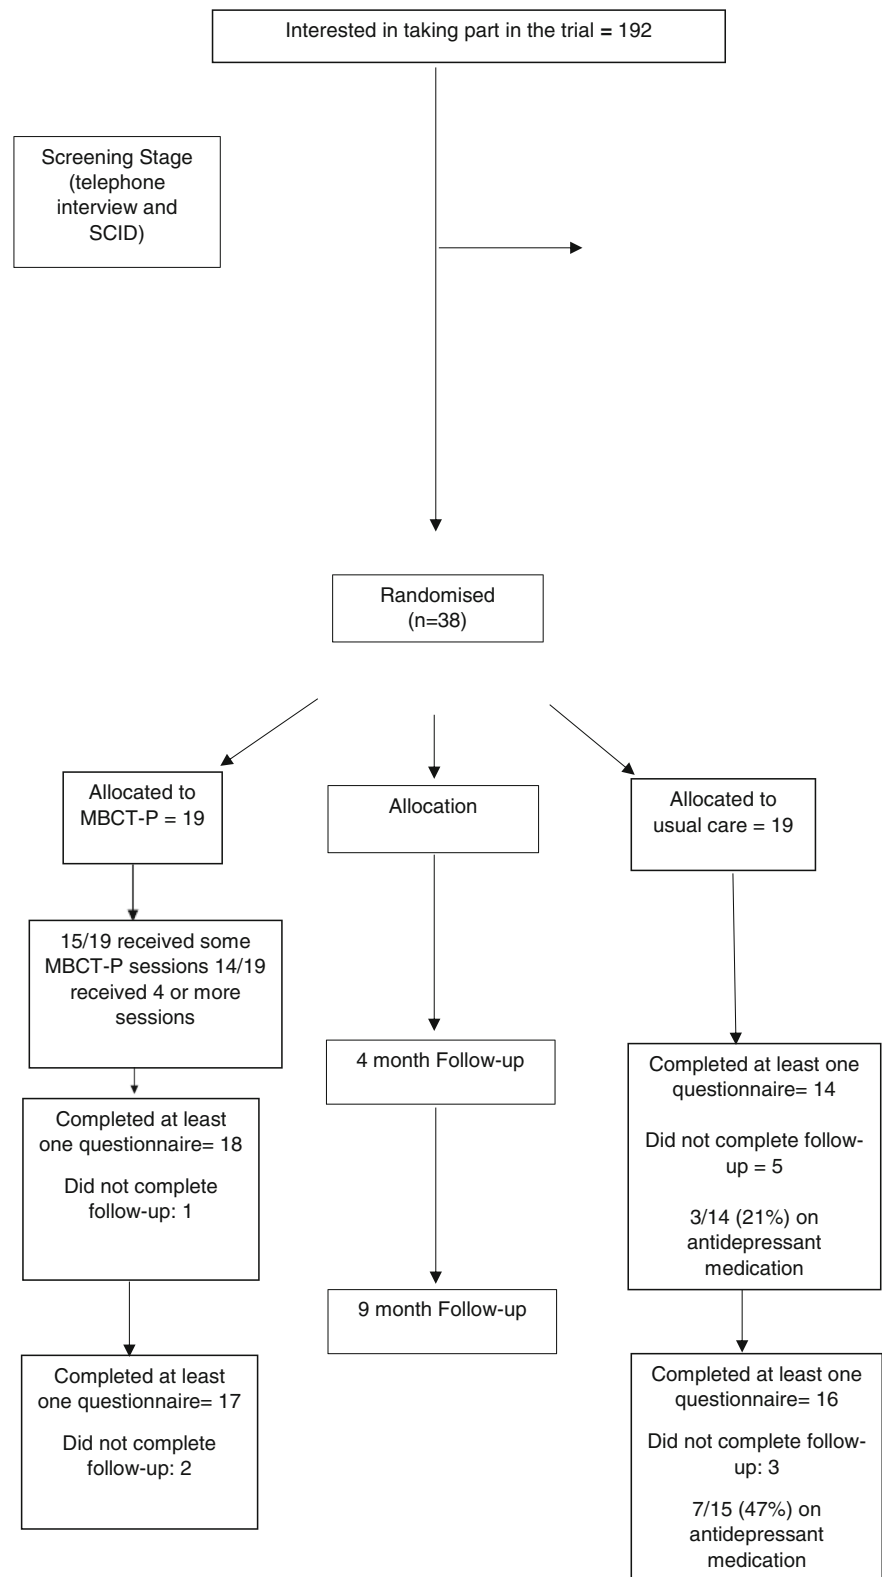 Interested in taking part in the trial = 192
Screening Stage
(telephone
interview and
SCID)
Randomised
(n=38)
Allocated to
MBCT-P = 19
Allocation
Allocated to
usual care = 19
15/19 received some
MBCT-P sessions 14/19
received 4 or more
sessions
4 month Follow-up
Completed at least one
questionnaire= 14
Did not complete follow-
up = 5
3/14 (21%) on
antidepressant
medication
Completed at least
one questionnaire= 18
Did not complete
follow-up: 1
9 month Follow-up
Completed at least
one questionnaire= 17
Did not complete
follow-up: 2
Completed at least one
questionnaire= 16
Did not complete follow-
up: 3
7/15 (47%) on
antidepressant
medication